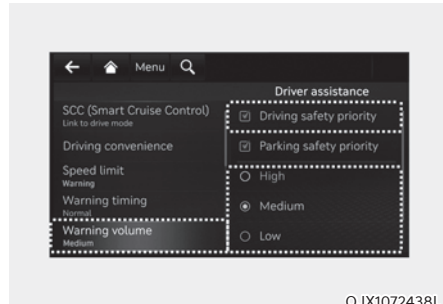 Menu
Driver assistance
SCC (Smart Cruise Control)
Link to drive mode
Driving convenience
Speed limit
Warning
Warning timing
Normal
Warning volume
Medium
Driving safety priority
Parking safety priority
High
Medium
Low
OJX1072438L